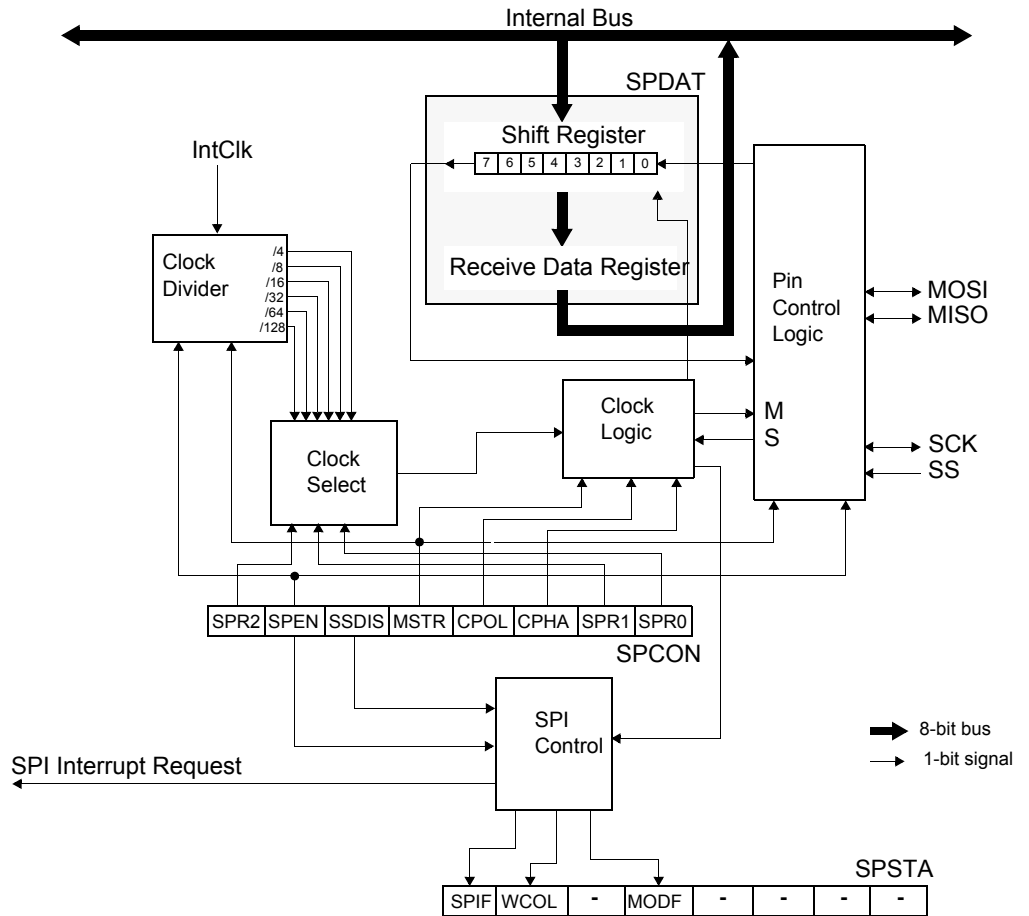 Internal Bus
SPDAT
Shift Register
7 6 5 4 3 2 1 0
IntClk
Clock
Divider
/4
/8
/16
/32
/64
/128
Receive Data Register
Pin
Control
Logic
MOSI
MISO
Clock
Logic
M
S
SCK
SS
Clock
Select
SPR2 SPEN SSDIS MSTR CPOL CPHA SPR1 SPR0
SPCON
SPI
Control
8-bit bus
1-bit signal
SPI Interrupt Request
SPSTA
SPIF WCOL - MODF - - - -